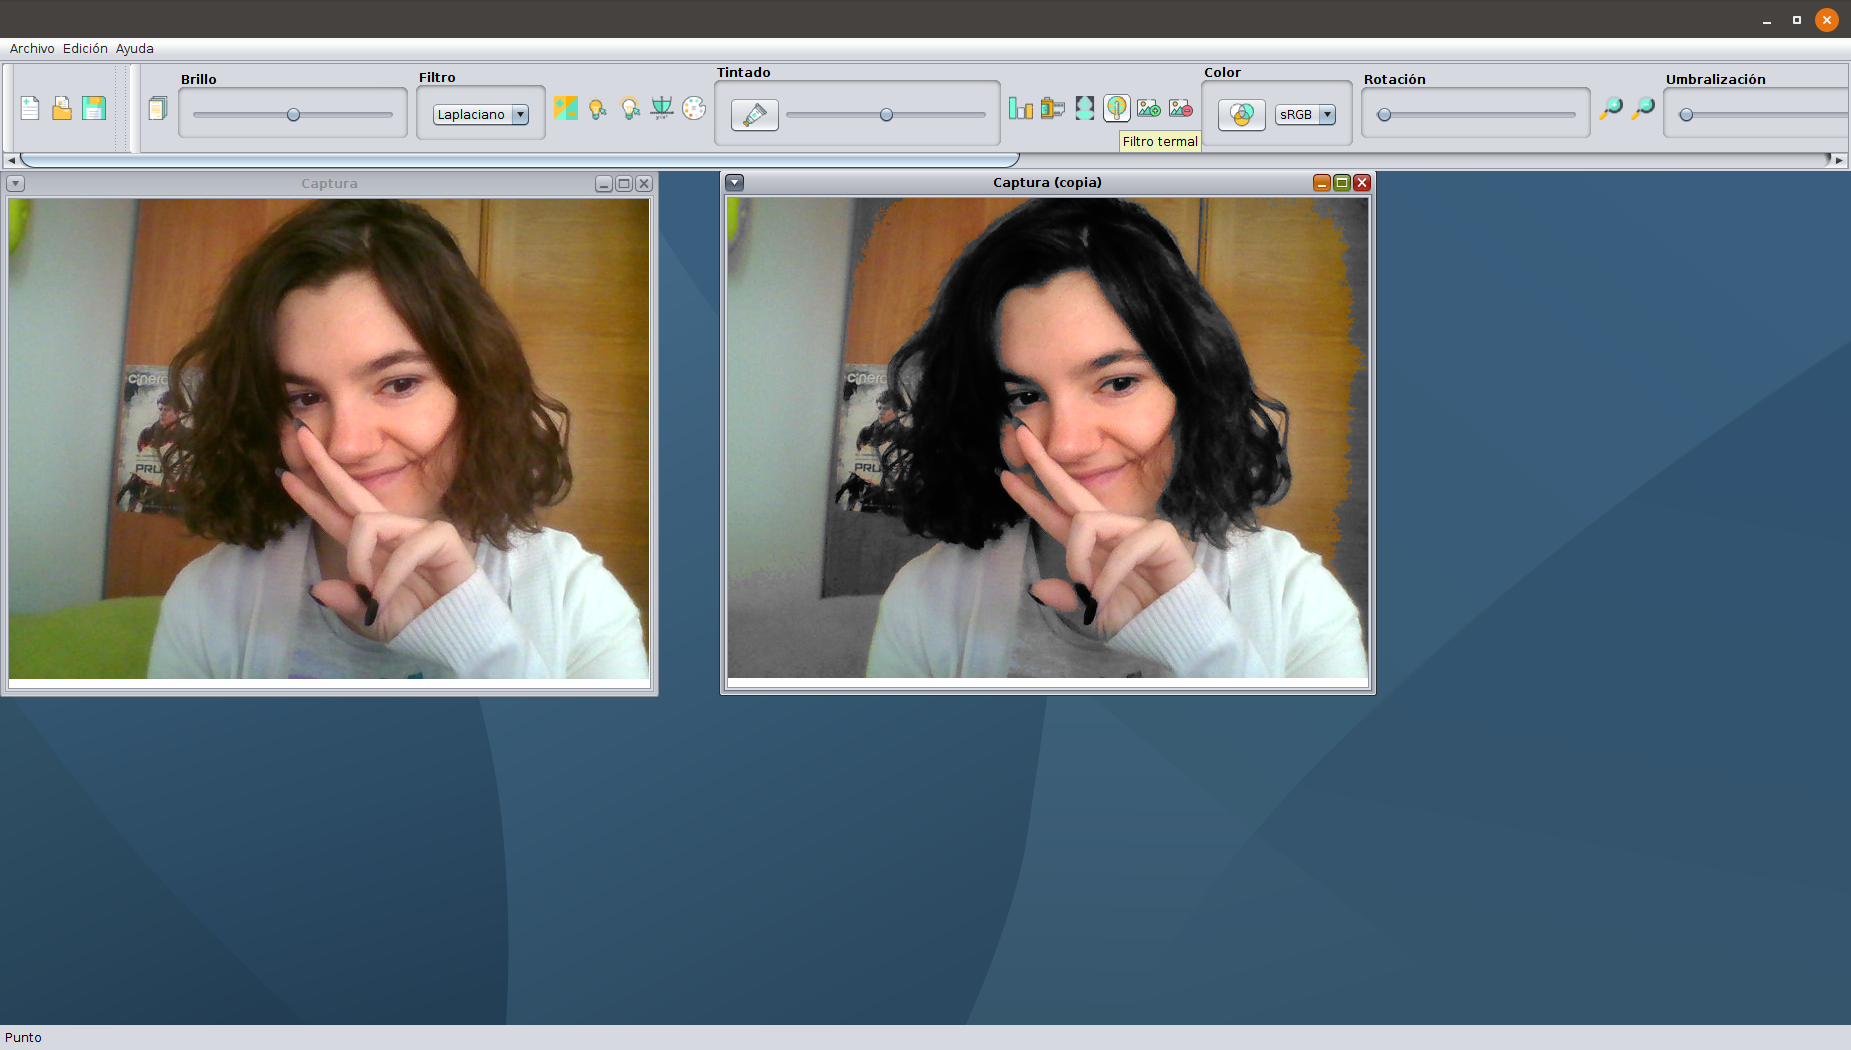 Archivo Edición Ayuda
Brillo
Filtro
Tintado
Color
Rotación
Umbralización
Laplaciano
sRGB
Filtro termal
Captura
Captura (copia)
Punto